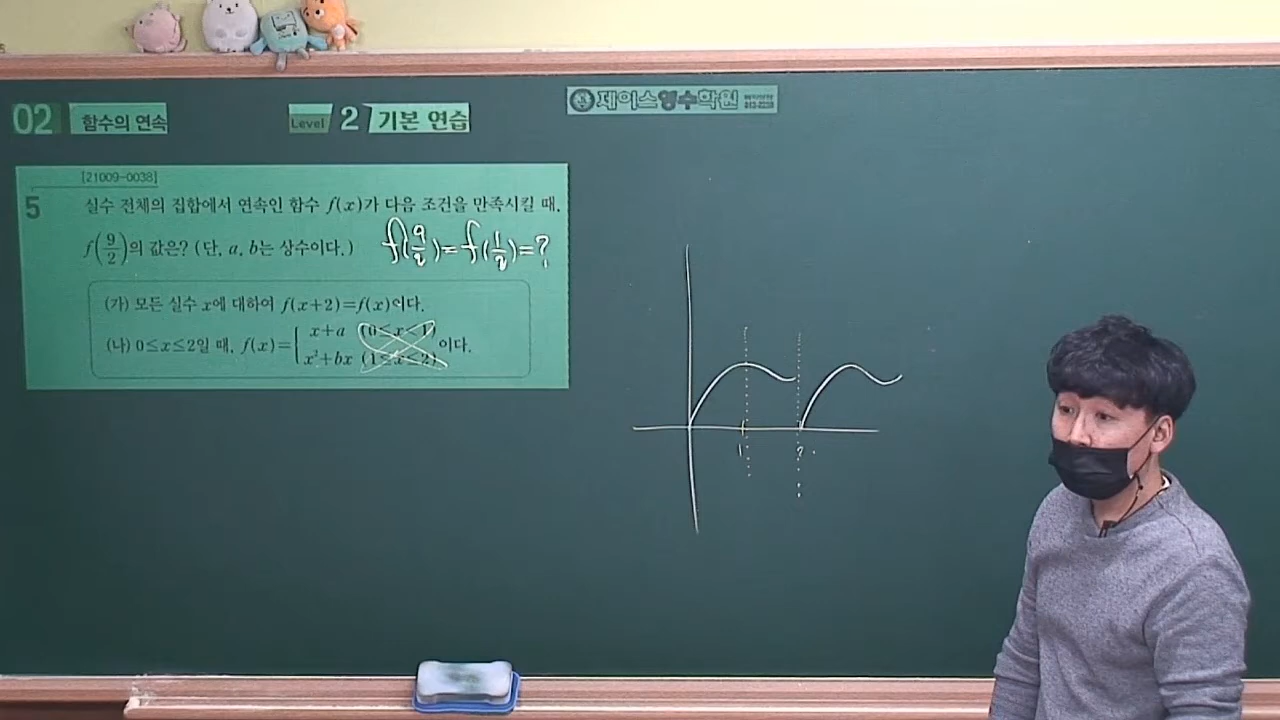 02 함수의 연속
Level 2 기본 연습
제이스영수학원
[21009-0038]
5 실수 전체의 집합에서 연속인 함수 f(x)가 다음 조건을 만족시킬 때,
f(9/2)의 값은? (단, a, b는 상수이다.) f(9/2)=f(1/2)=?
(가) 모든 실수 x에 대하여 f(x+2)=f(x)이다.
(나) 0≤x≤2일 때, f(x)={ x+a (0≤x<1)
x²+bx (1≤x≤2) 이다.
1 2